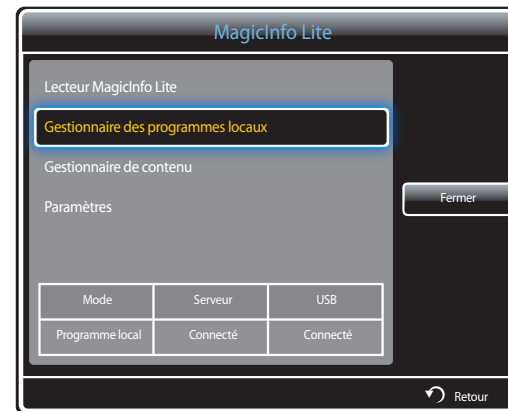 MagicInfo Lite
Lecteur MagicInfo Lite
Gestionnaire des programmes locaux
Gestionnaire de contenu
Paramètres
Fermer
Mode Serveur USB
Programme local Connecté Connecté
Retour